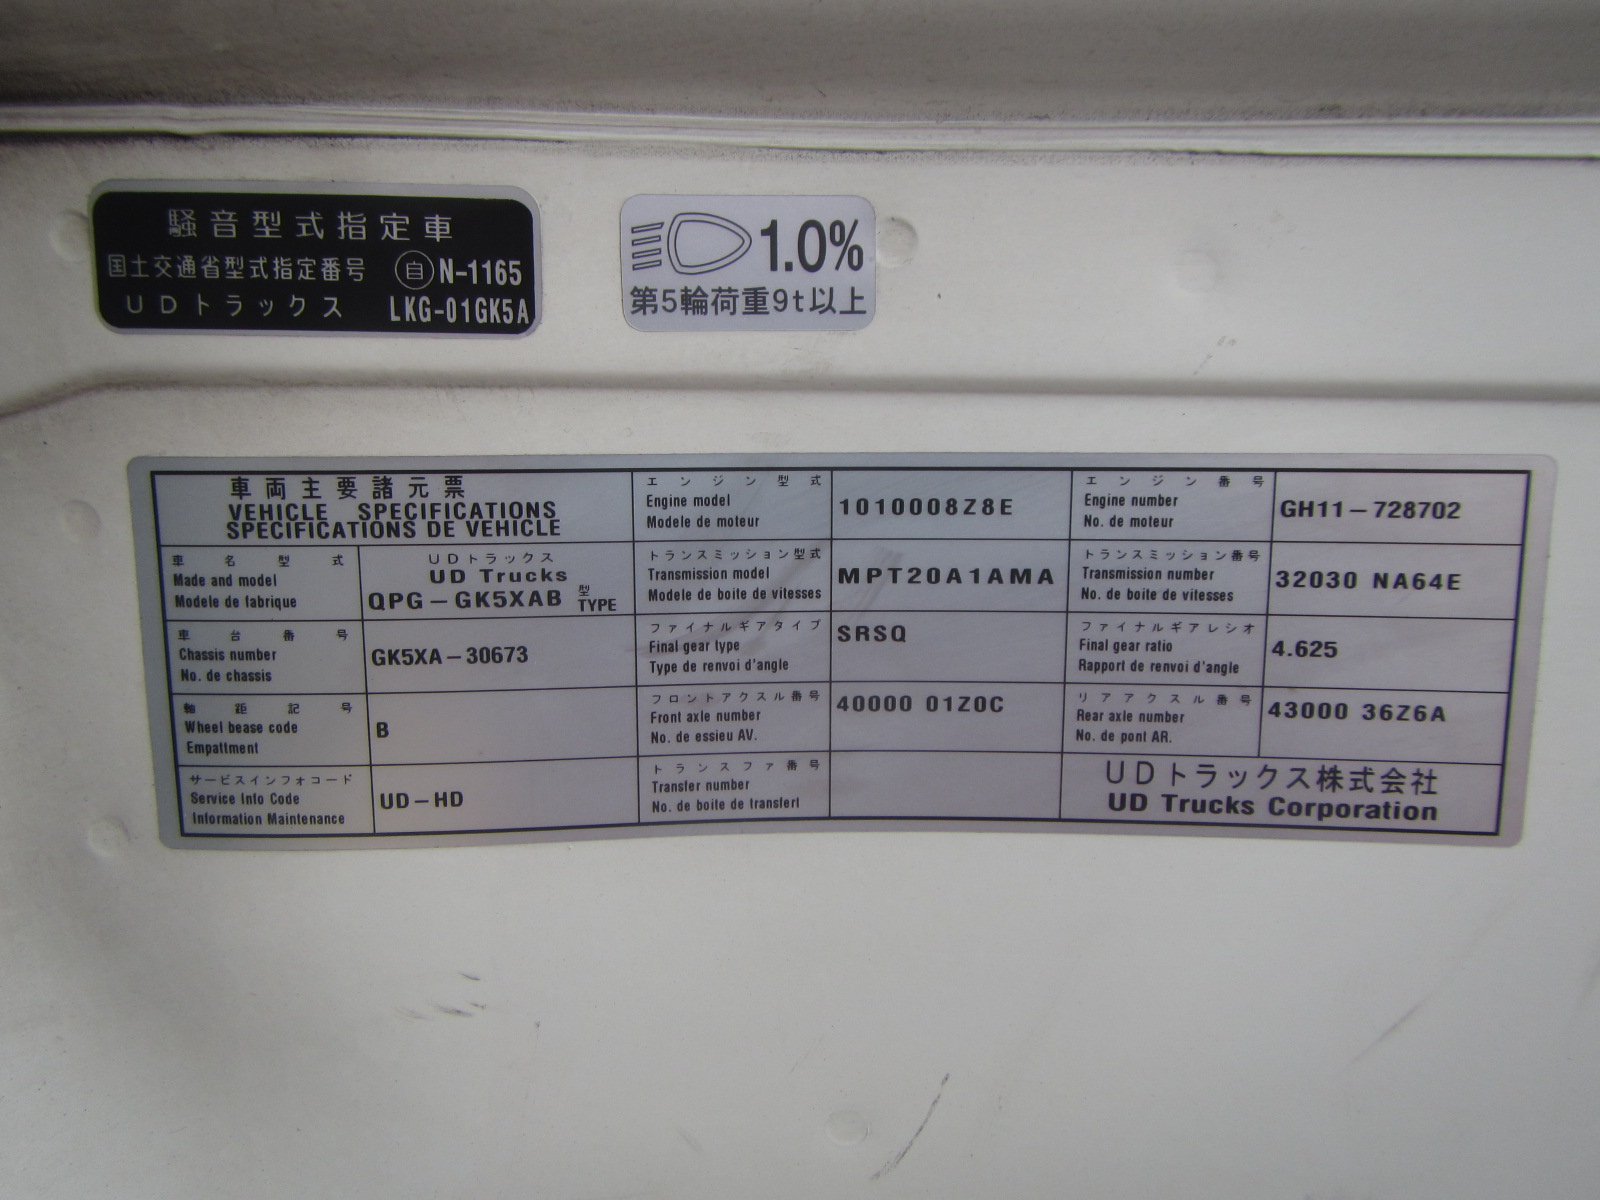 騒音型式指定車
国土交通省型式指定番号 自 N-1165
UDトラックス LKG-01GK5A
1.0%
第5輪荷重9t以上
車両主要諸元票
VEHICLE SPECIFICATIONS
SPECIFICATIONS DE VEHICLE
車名型式
Made and model
Modele de fabrique
UDトラックス
UD Trucks
QPG-GK5XAB 型 TYPE
車台番号
Chassis number
No. de chassis
GK5XA-30673
軸距記号
Wheel bease code
Empattment
B
サービスインフォコード
Service Info Code
Information Maintenance
UD-HD
エンジン型式
Engine model
Modele de moteur
1010008Z8E
トランスミッション型式
Transmission model
Modele de boite de vitesses
MPT20A1AMA
ファイナルギアタイプ
Final gear type
Type de renvoi d'angle
SRSQ
フロントアクスル番号
Front axle number
No. de essieu AV.
40000 01Z0C
トランスファ番号
Transfer number
No. de boite de transfert
エンジン番号
Engine number
No. de moteur
GH11-728702
トランスミッション番号
Transmission number
No. de boite de vitesses
32030 NA64E
ファイナルギアレシオ
Final gear ratio
Rapport de renvoi d'angle
4.625
リアアクスル番号
Rear axle number
No. de pont AR.
43000 36Z6A
UDトラックス株式会社
UD Trucks Corporation